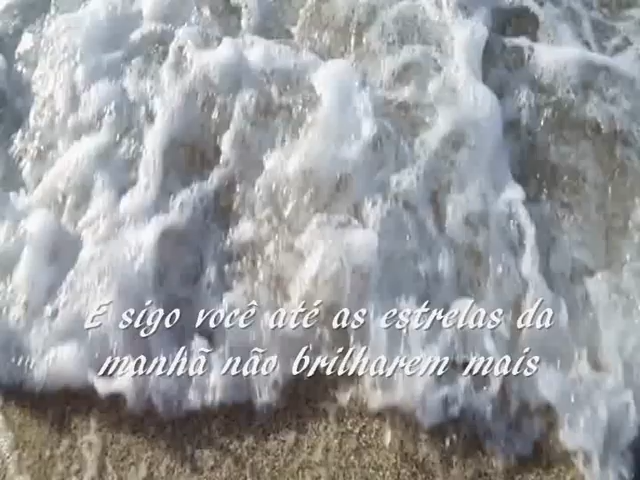 E sigo você até as estrelas da
manhã não brilharem mais